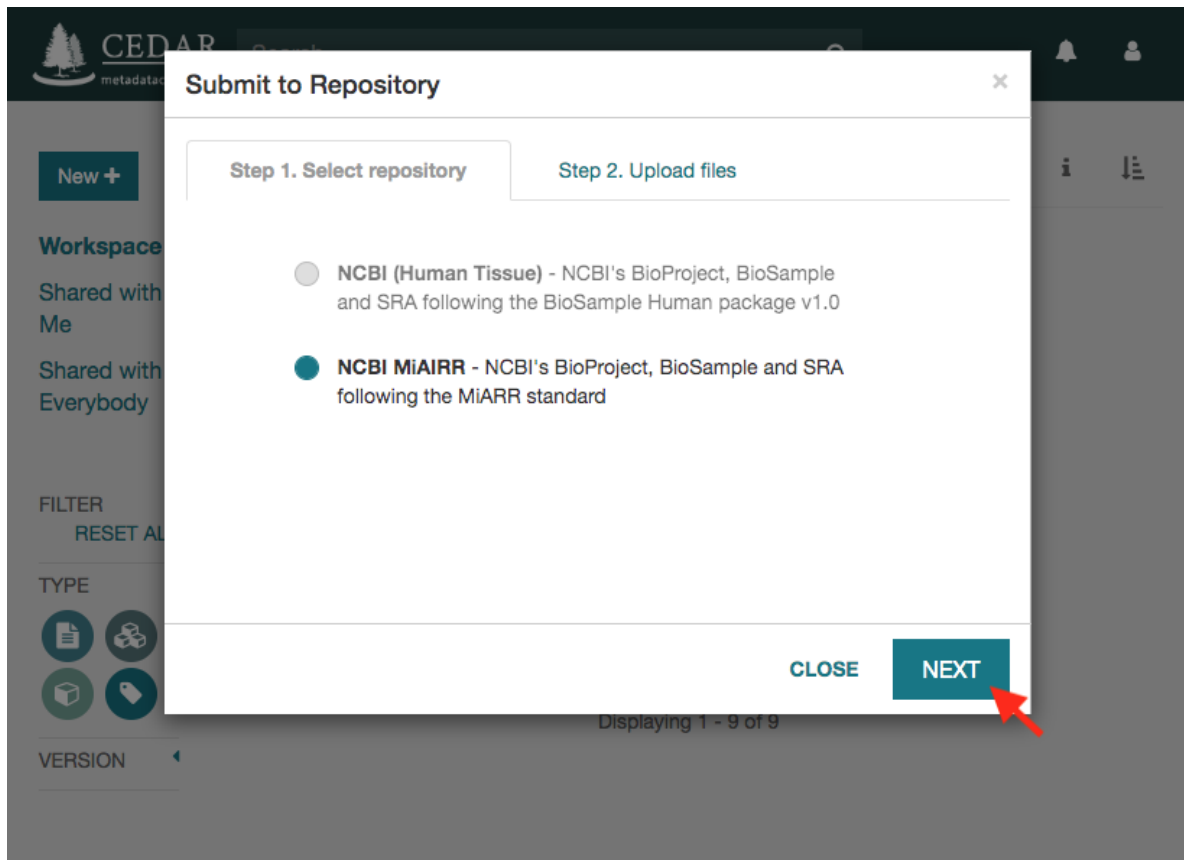 CEDAR
Submit to Repository
×
Step 1. Select repository
Step 2. Upload files
New +
Workspace
Shared with
Me
Shared with
Everybody
NCBI (Human Tissue) - NCBI's BioProject, BioSample
and SRA following the BioSample Human package v1.0
NCBI MiAIRR - NCBI's BioProject, BioSample and SRA
following the MiARR standard
FILTER
RESET AL
TYPE
CLOSE
NEXT
Displaying 1 - 9 of 9
VERSION